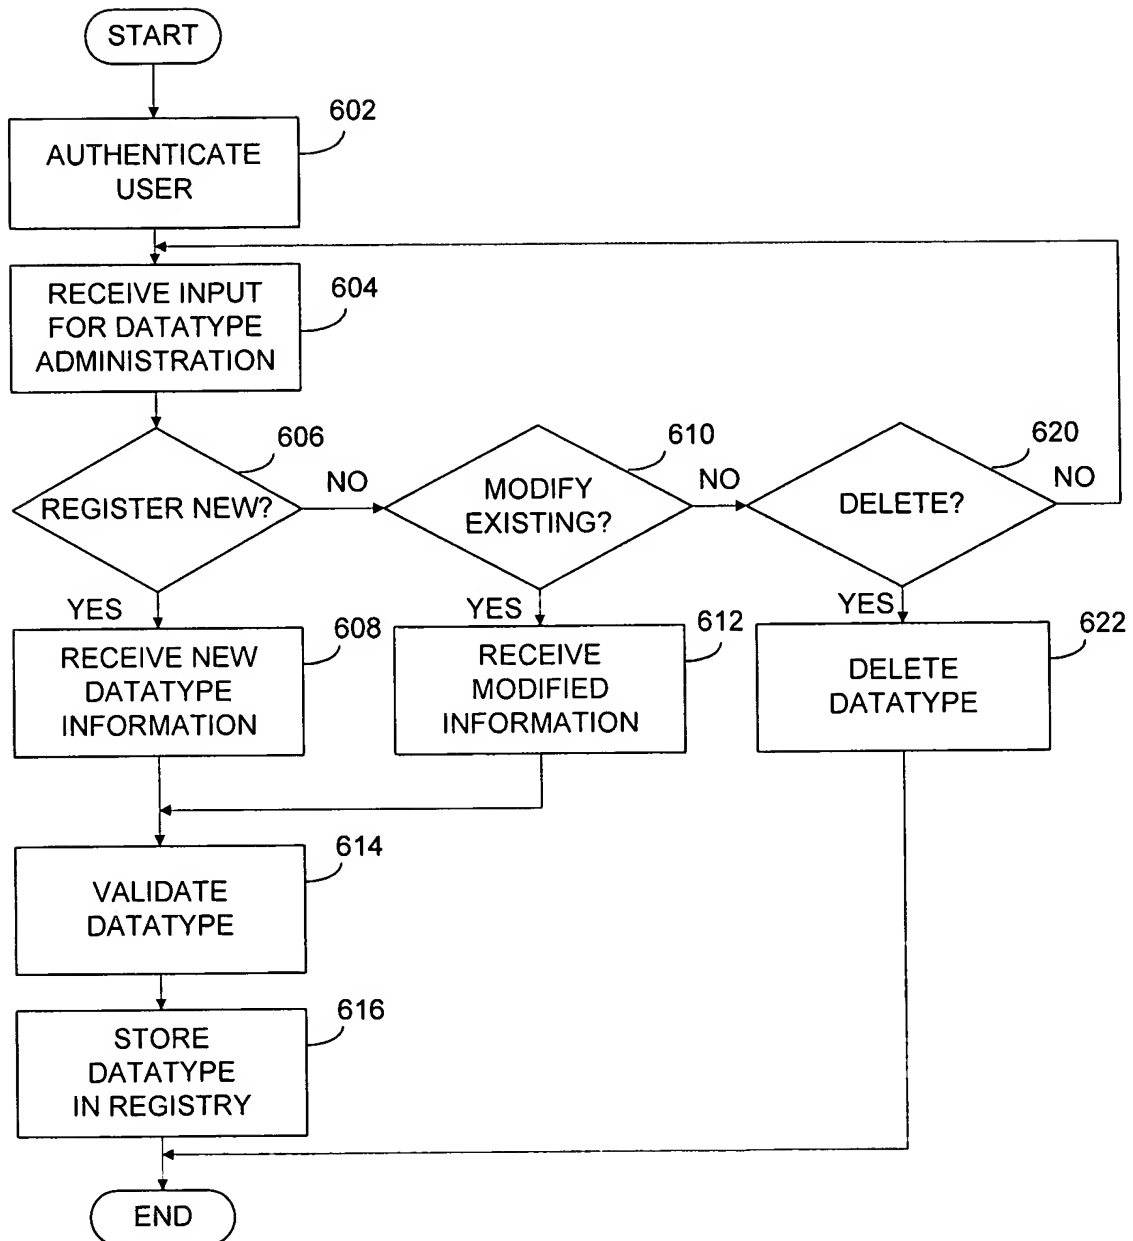 START
602
AUTHENTICATE
USER
RECEIVE INPUT
FOR DATATYPE
ADMINISTRATION
604
606
REGISTER NEW?
NO
610
MODIFY
EXISTING?
NO
620
DELETE?
NO
YES
YES
YES
608
RECEIVE NEW
DATATYPE
INFORMATION
612
RECEIVE
MODIFIED
INFORMATION
622
DELETE
DATATYPE
614
VALIDATE
DATATYPE
616
STORE
DATATYPE
IN REGISTRY
END